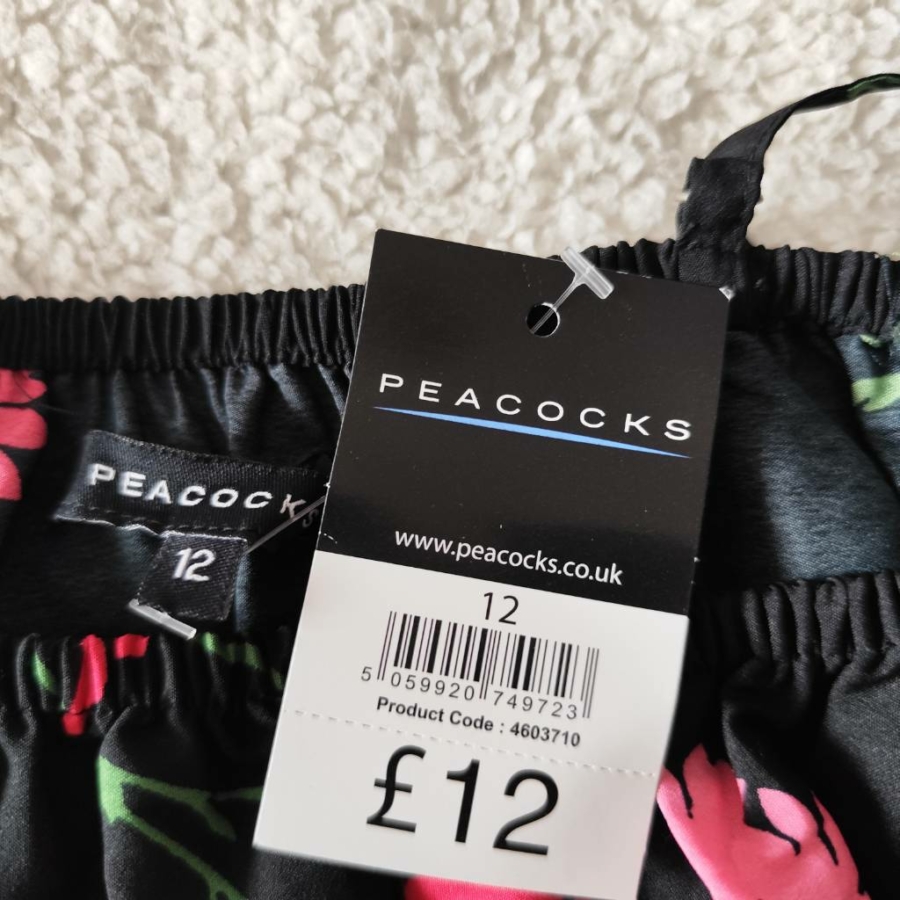 PEACOCKS
www.peacocks.co.uk
12
5 059920 749723
Product Code : 4603710
£12
PEACOCKS
12